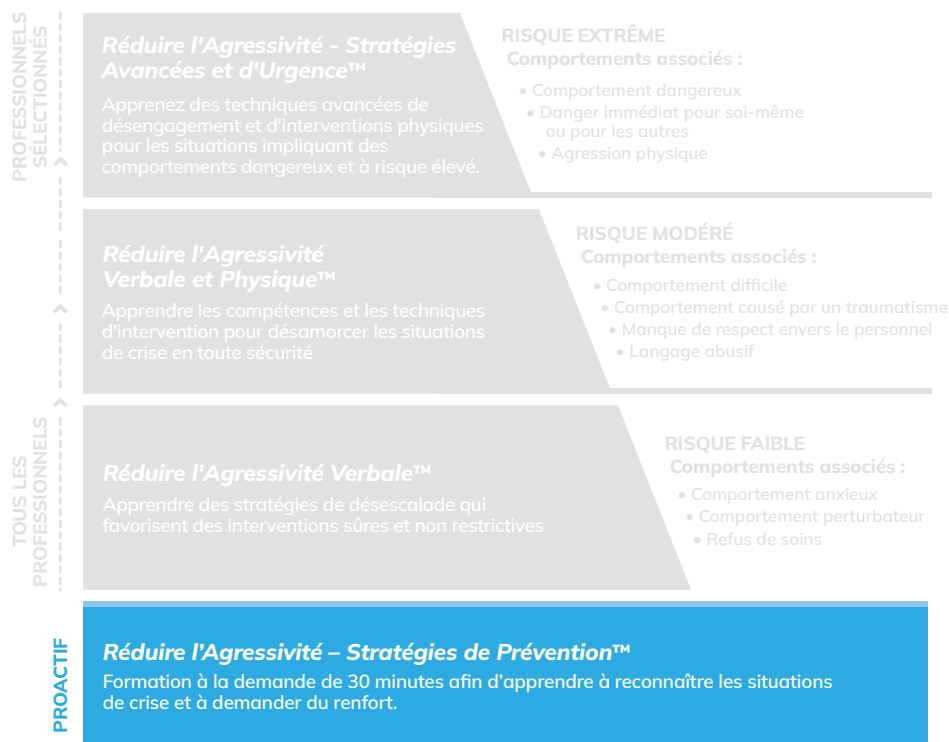 PROFESSIONNELS
SÉLECTIONNÉS
Réduire l'Agressivité - Stratégies
Avancées et d'Urgence™
Apprenez des techniques avancées de
désengagement et d'interventions physiques
pour les situations impliquant des
comportements dangereux et à risque élevé.
RISQUE EXTRÊME
Comportements associés :
• Comportement dangereux
• Danger immédiat pour soi-même
ou pour les autres
• Agression physique
Réduire l'Agressivité
Verbale et Physique™
Apprendre les compétences et les techniques
d'intervention pour désamorcer les situations
de crise en toute sécurité
RISQUE MODÉRÉ
Comportements associés :
• Comportement difficile
• Comportement causé par un traumatisme
• Manque de respect envers le personnel
• Langage abusif
TOUS LES
PROFESSIONNELS
Réduire l'Agressivité Verbale™
Apprendre des stratégies de désescalade qui
favorisent des interventions sûres et non restrictives
RISQUE FAIBLE
Comportements associés :
• Comportement anxieux
• Comportement perturbateur
• Refus de soins
PROACTIF
Réduire l’Agressivité – Stratégies de Prévention™
Formation à la demande de 30 minutes afin d’apprendre à reconnaître les situations
de crise et à demander du renfort.